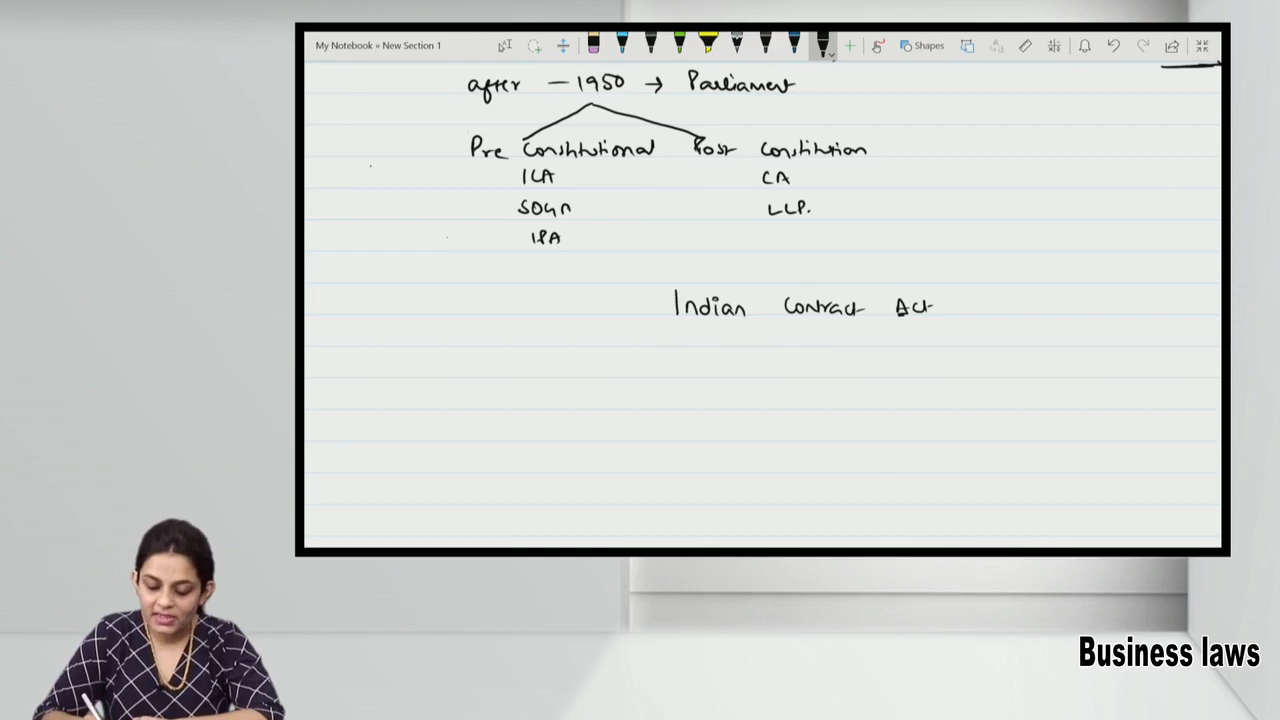 My Notebook » New Section 1
Shapes
after – 1950 → Parliament
Pre Constitutional Post Constitution
ICA CA
SOGA LLP.
IPA
Indian Contract Act
Business laws